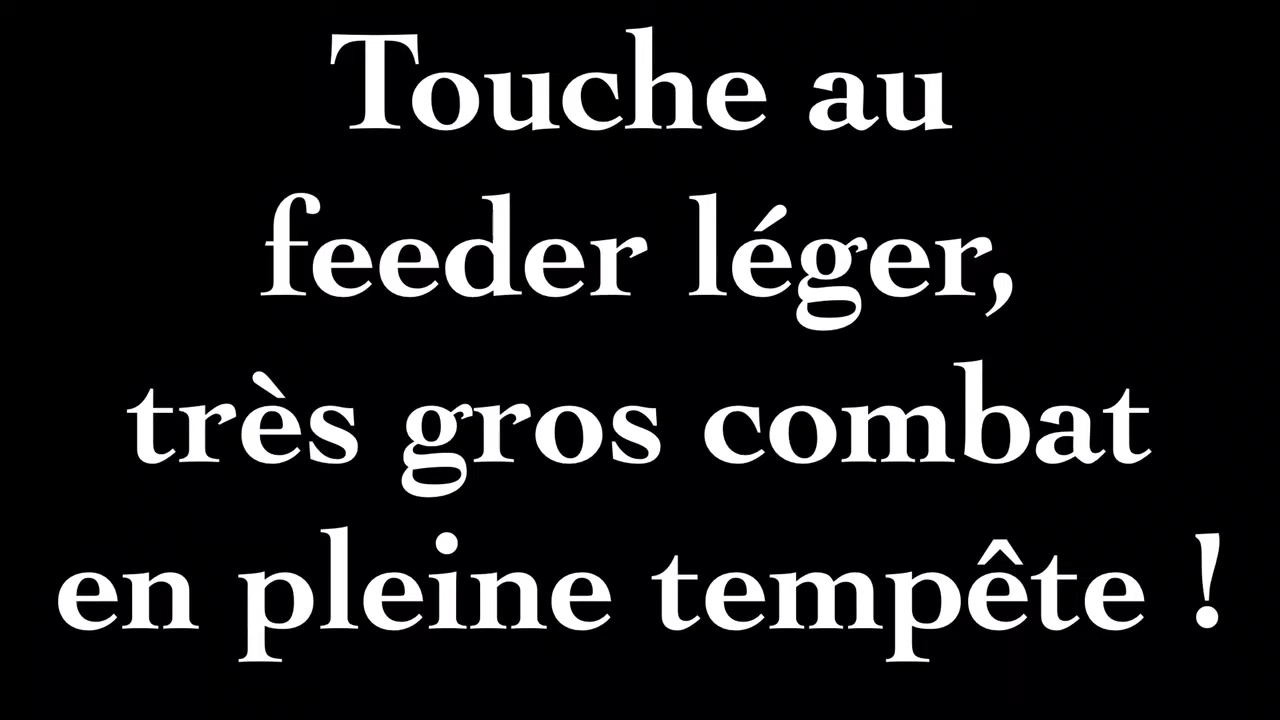 Touche au
feeder léger,
très gros combat
en pleine tempête !